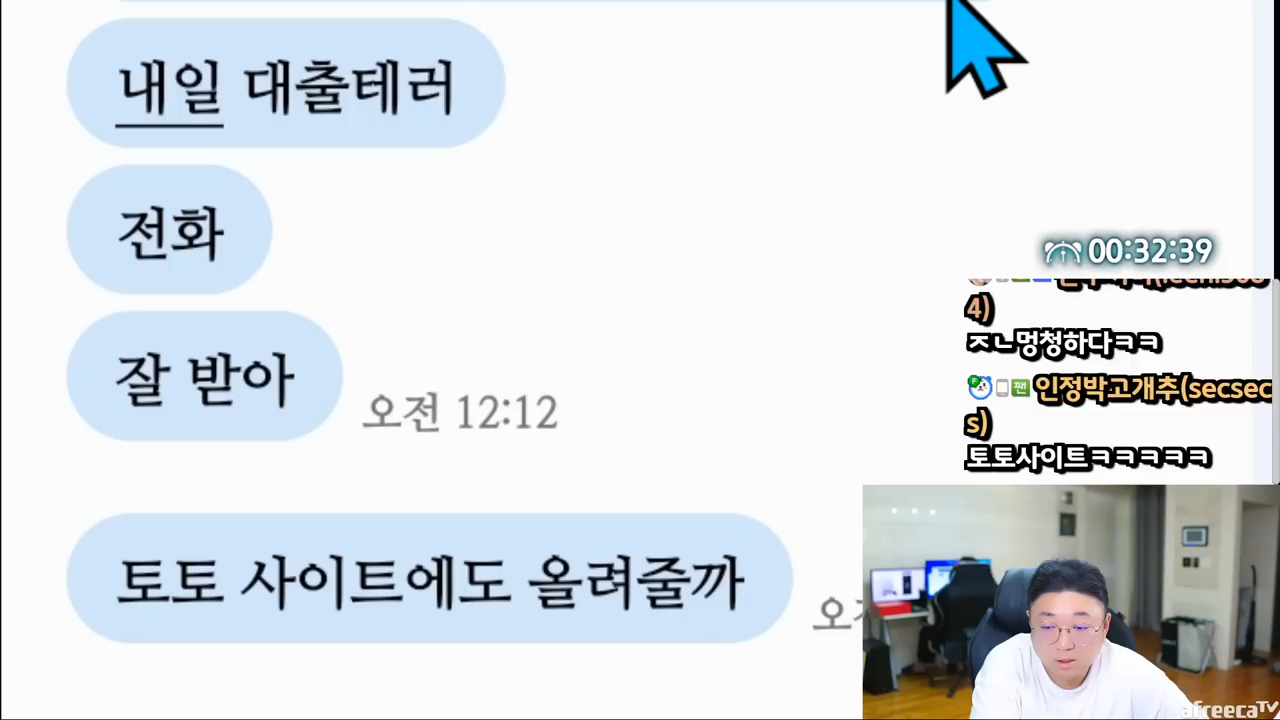 내일 대출테러
전화
잘 받아
오전 12:12
토토 사이트에도 올려줄까
00:32:39
4)
ㅈㄴ멍청하다ㅋㅋ
팬 인정박고개추(secsec
s)
토토사이트ㅋㅋㅋㅋㅋ
afreecaTV